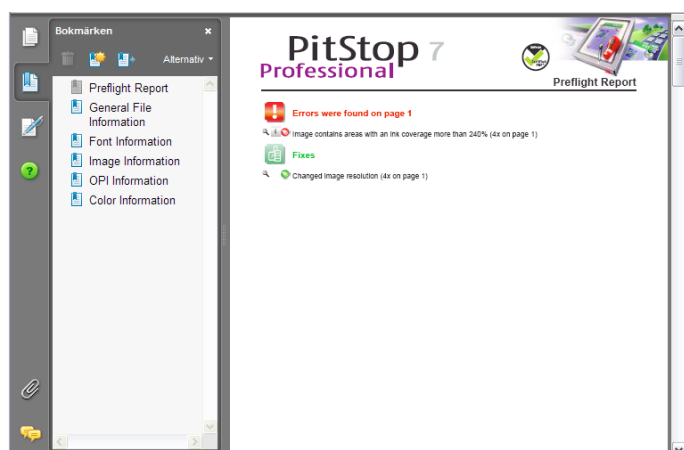 Bokmärken
Alternativ
Preflight Report
General File
Information
Font Information
Image Information
OPI Information
Color Information
PitStop 7
Professional
Preflight Report
Errors were found on page 1
Image contains areas with an ink coverage more than 240% (4x on page 1)
Fixes
Changed image resolution (4x on page 1)